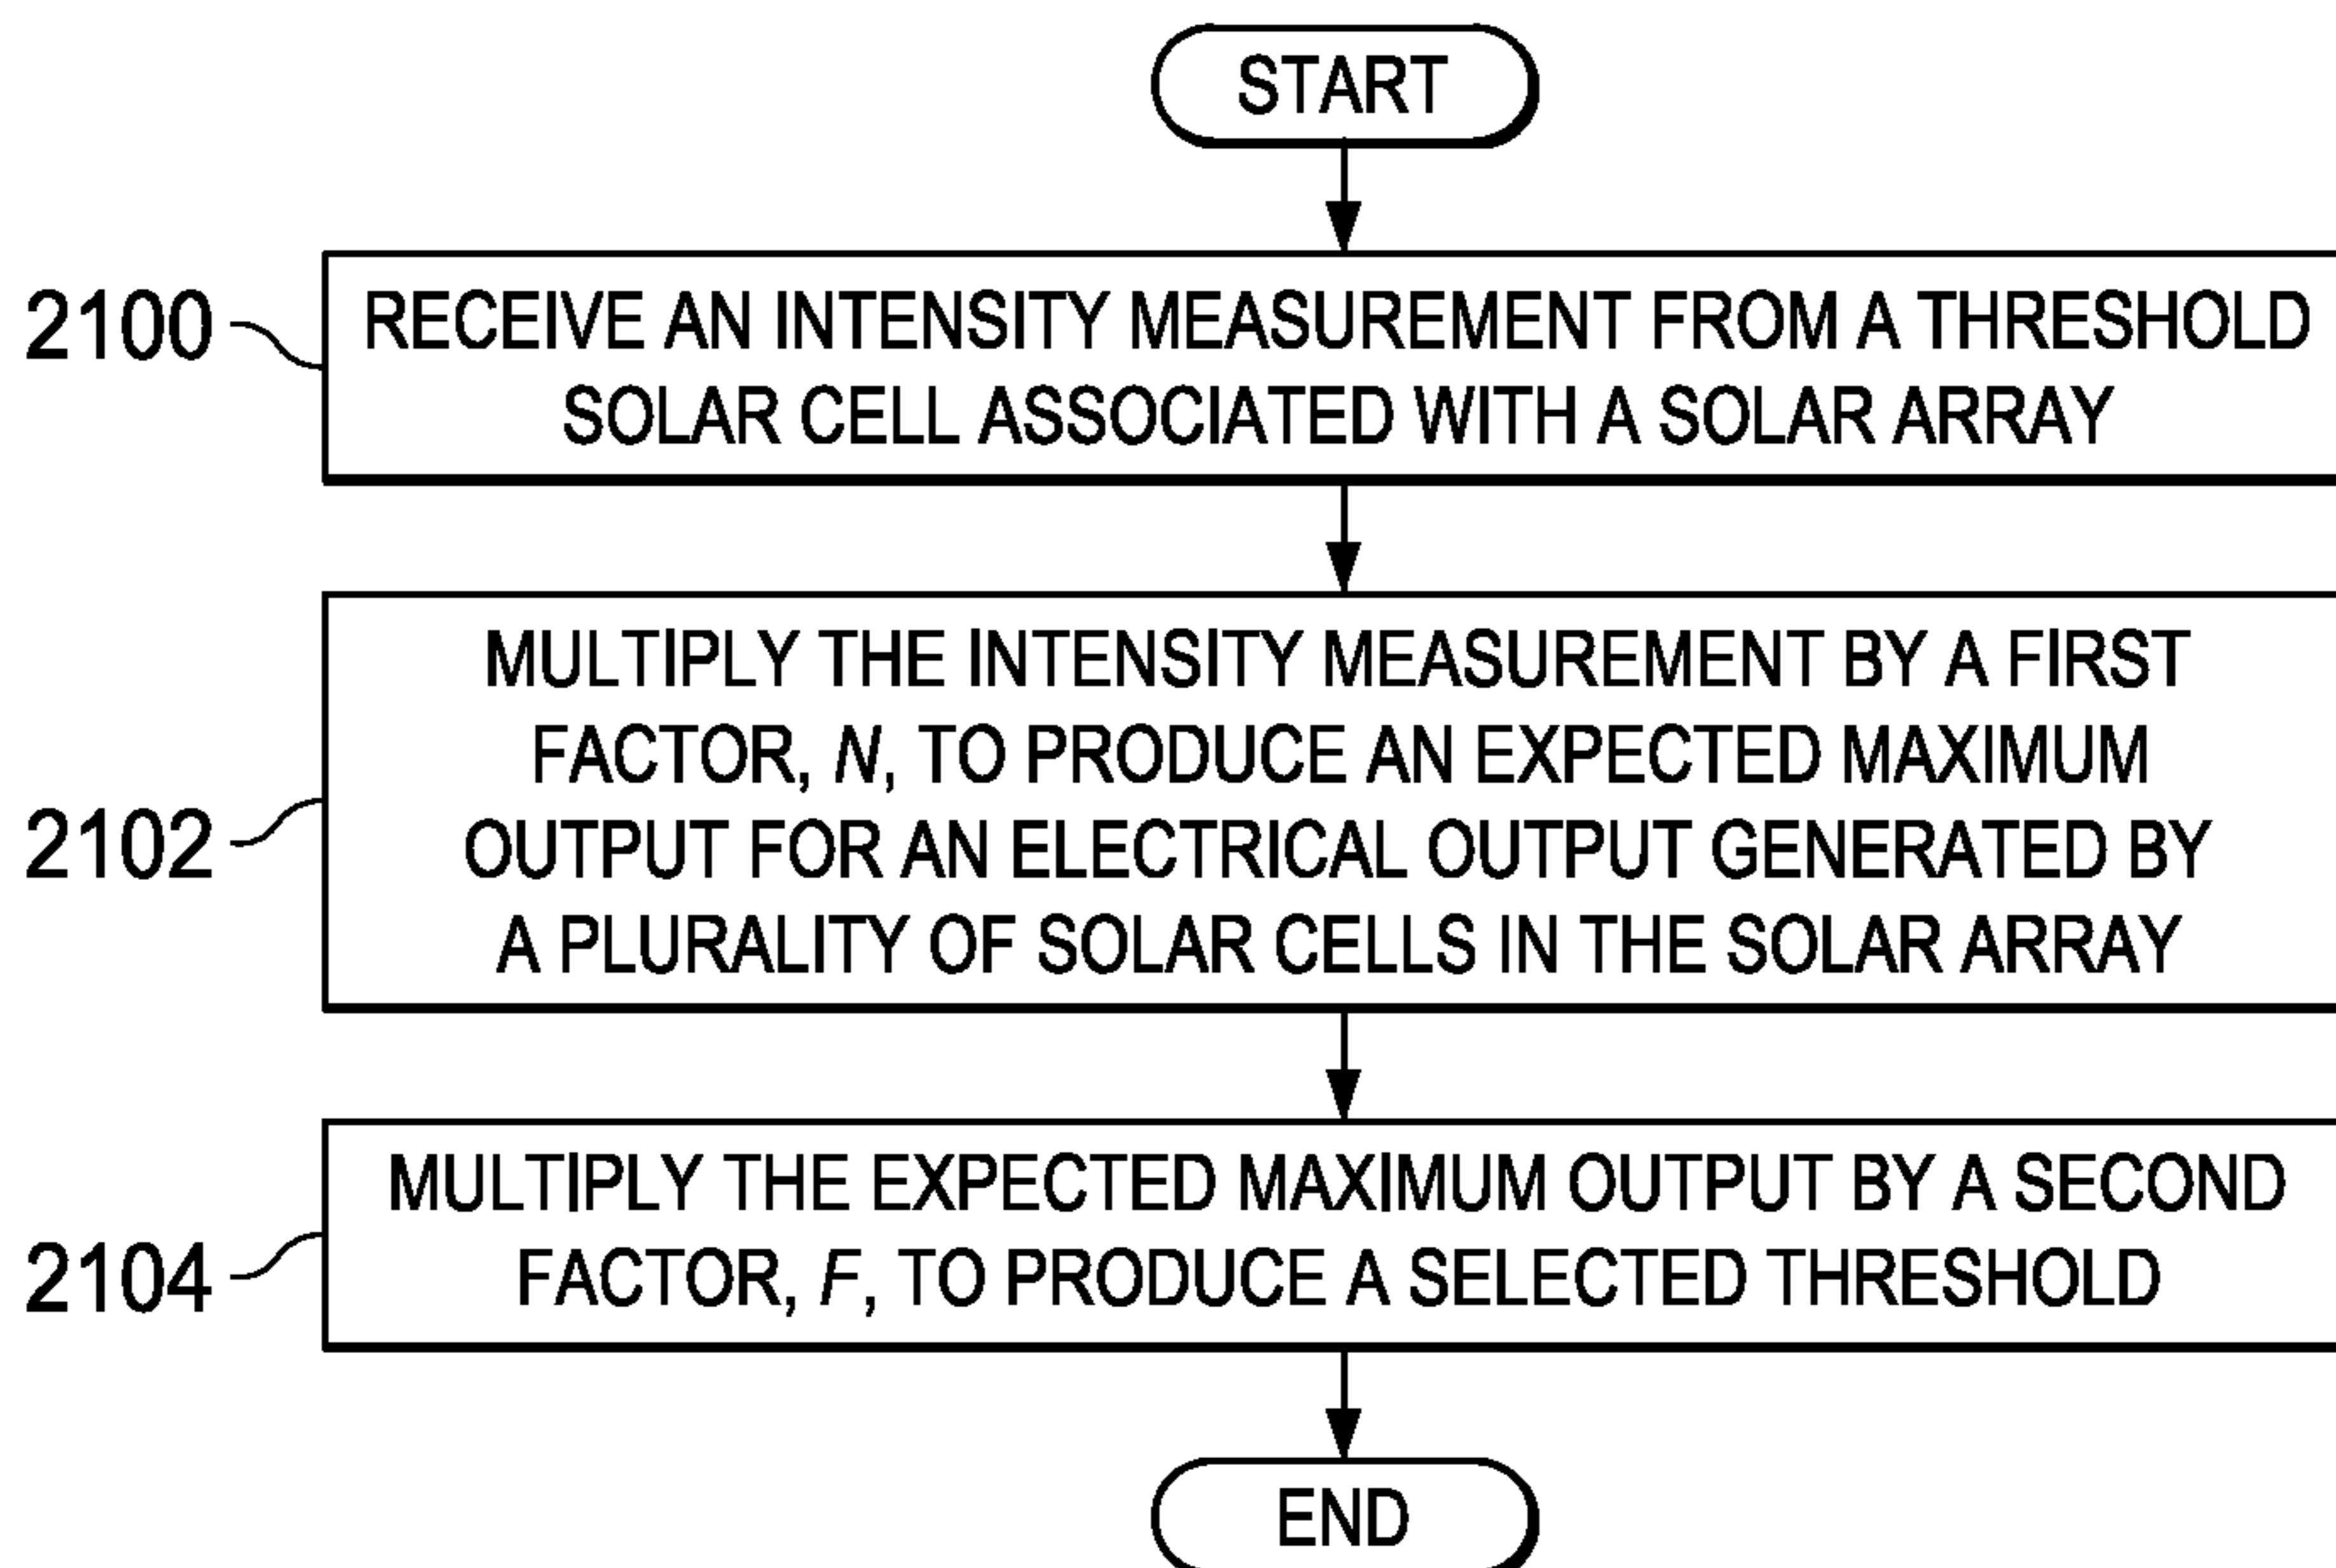 START
2100
RECEIVE AN INTENSITY MEASUREMENT FROM A THRESHOLD
SOLAR CELL ASSOCIATED WITH A SOLAR ARRAY
2102
MULTIPLY THE INTENSITY MEASUREMENT BY A FIRST
FACTOR, N, TO PRODUCE AN EXPECTED MAXIMUM
OUTPUT FOR AN ELECTRICAL OUTPUT GENERATED BY
A PLURALITY OF SOLAR CELLS IN THE SOLAR ARRAY
2104
MULTIPLY THE EXPECTED MAXIMUM OUTPUT BY A SECOND
FACTOR, F, TO PRODUCE A SELECTED THRESHOLD
END